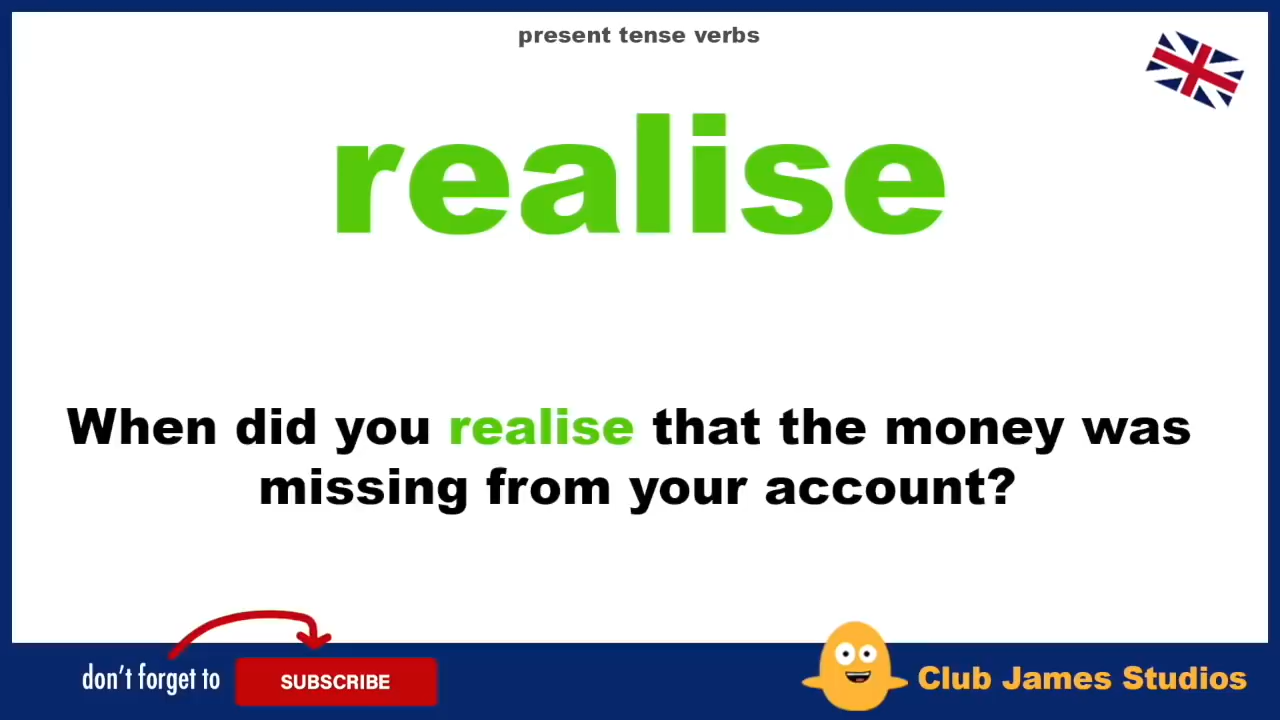 present tense verbs
realise
When did you realise that the money was
missing from your account?
don't forget to
SUBSCRIBE
Club James Studios